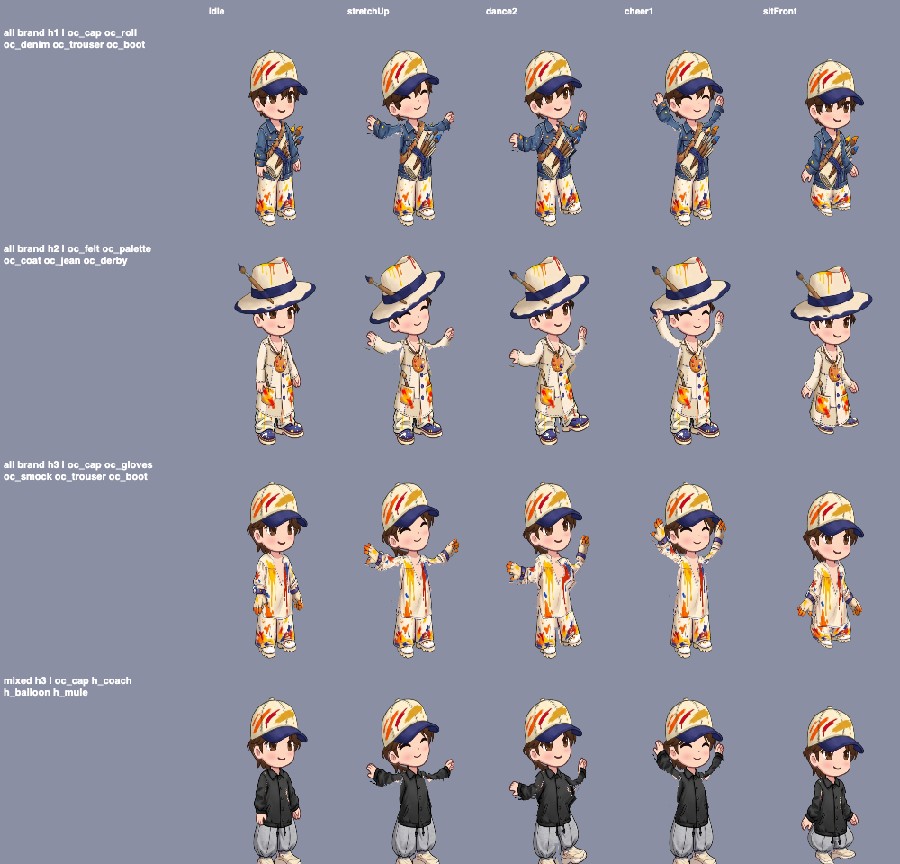 idle stretchUp dance2 cheer1 sitFront
all brand h1 | oc_cap oc_roll
oc_denim oc_trouser oc_boot
all brand h2 | oc_felt oc_palette
oc_coat oc_jean oc_derby
all brand h3 | oc_cap oc_gloves
oc_smock oc_trouser oc_boot
mixed h3 | oc_cap h_coach
h_balloon h_mule